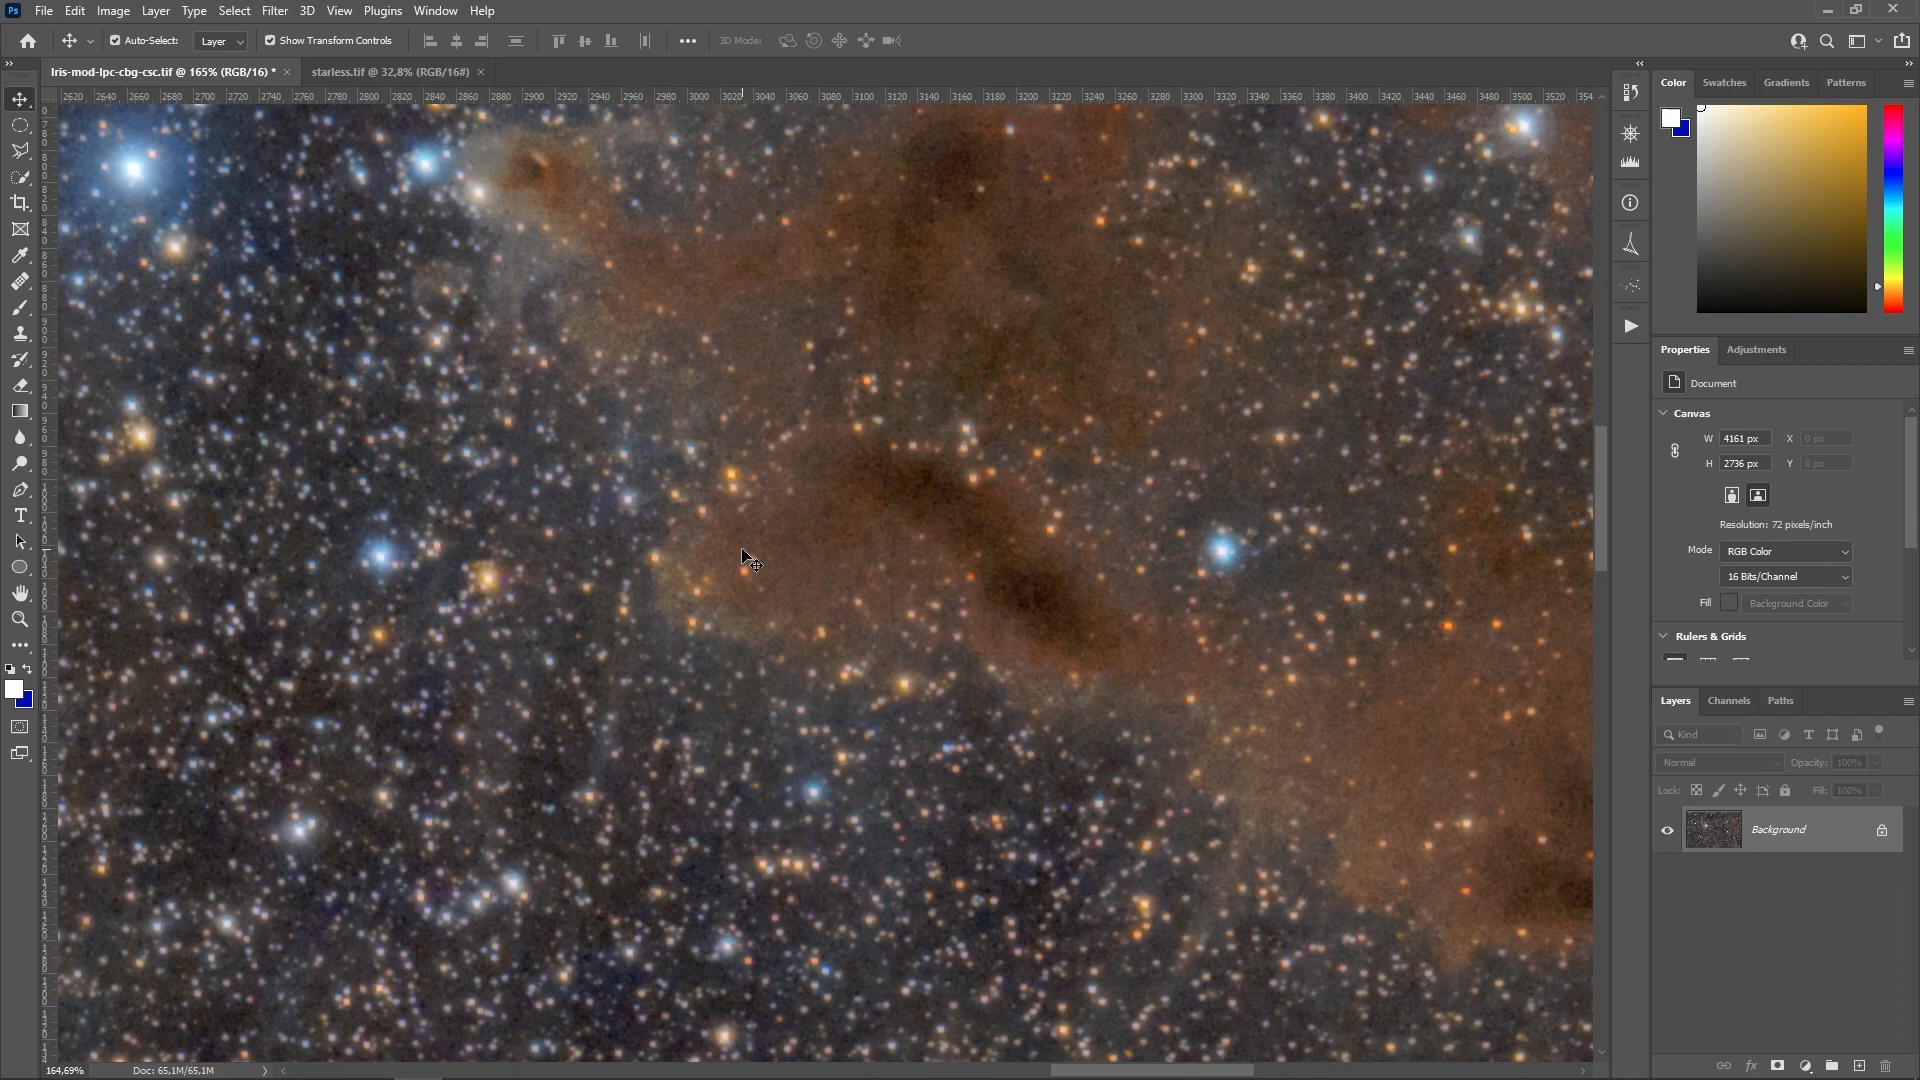 Ps File Edit Image Layer Type Select Filter 3D View Plugins Window Help
Auto-Select: Layer Show Transform Controls 3D Mode:
Iris-mod-lpc-cbg-csc.tif @ 165% (RGB/16) * × starless.tif @ 32,8% (RGB/16#) ×
2620 2640 2660 2680 2700 2720 2740 2760 2780 2800 2820 2840 2860 2880 2900 2920 2940 2960 2980 3000 3020 3040 3060 3080 3100 3120 3140 3160 3180 3200 3220 3240 3260 3280 3300 3320 3340 3360 3380 3400 3420 3440 3460 3480 3500 3520 354
Color Swatches Gradients Patterns
Properties Adjustments
Document
Canvas
W 4161 px X 0 px
H 2736 px Y 0 px
Resolution: 72 pixels/inch
Mode RGB Color
16 Bits/Channel
Fill Background Color
Rulers & Grids
Layers Channels Paths
Kind
Normal Opacity: 100%
Lock: Fill: 100%
Background
fx
164,69% Doc: 65,1M/65,1M